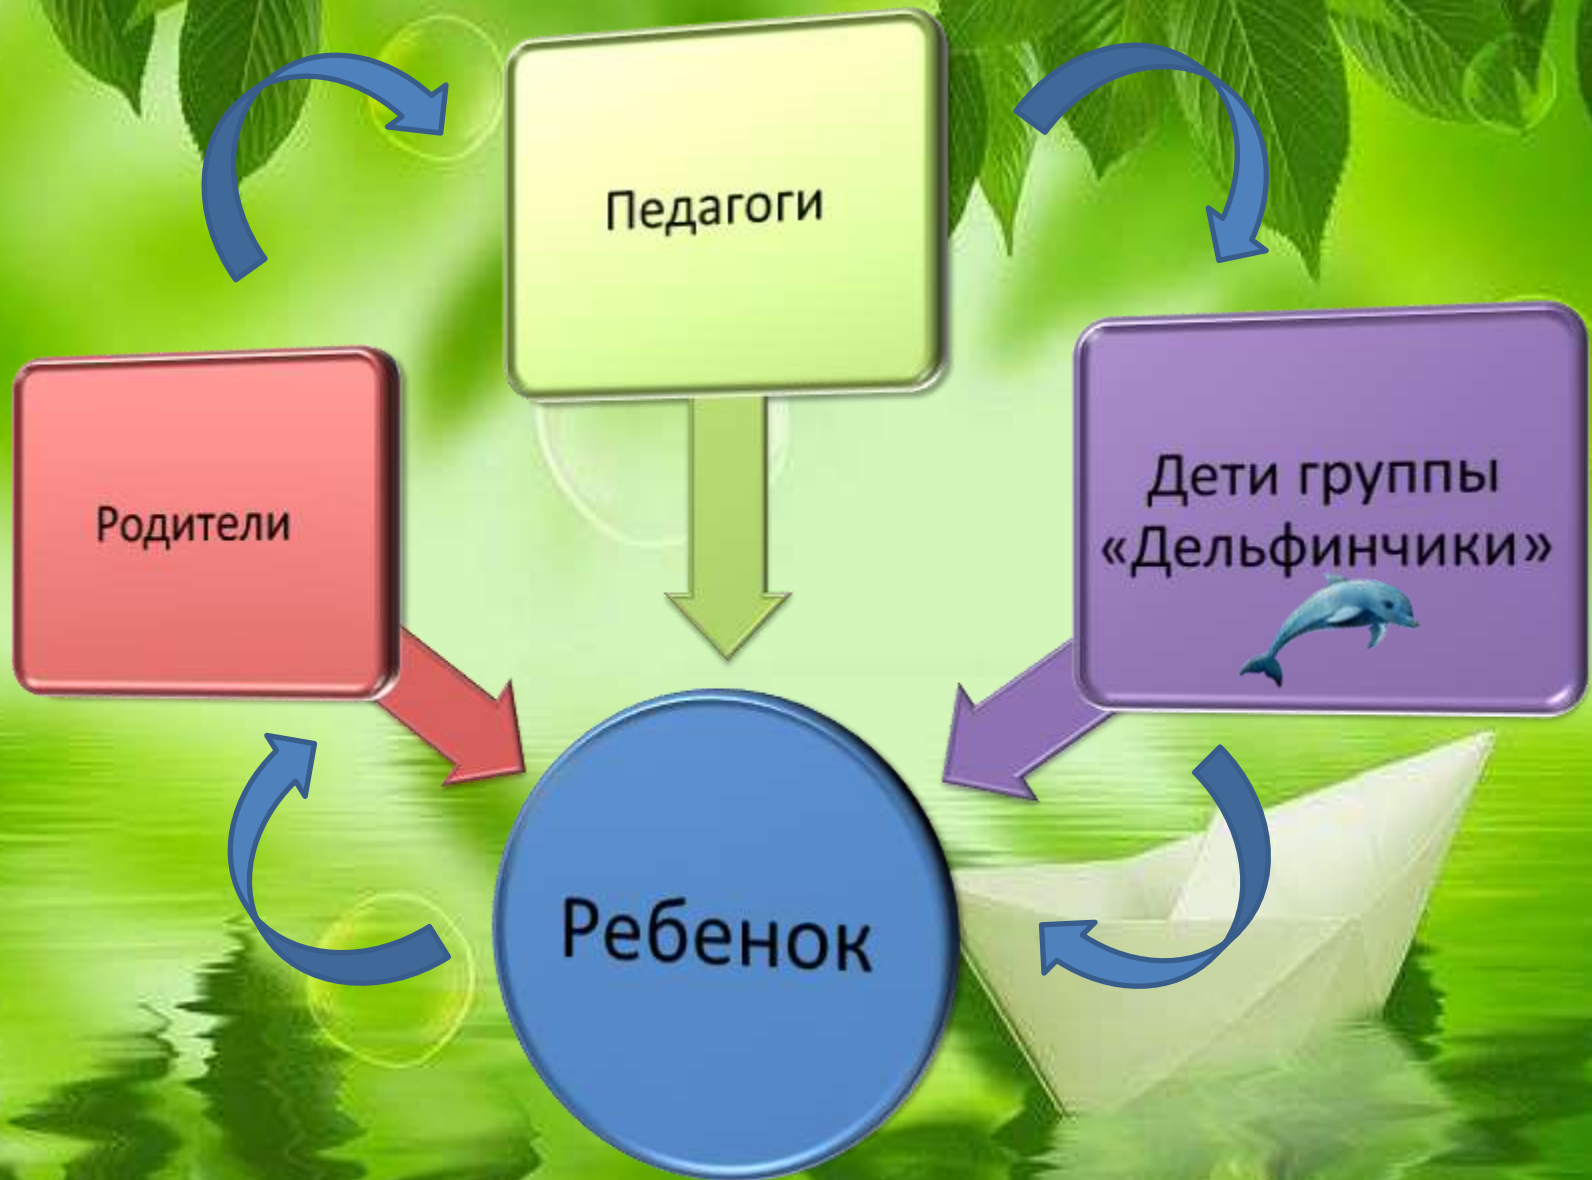 Педагоги
Родители
Дети группы
«Дельфинчики»
Ребенок